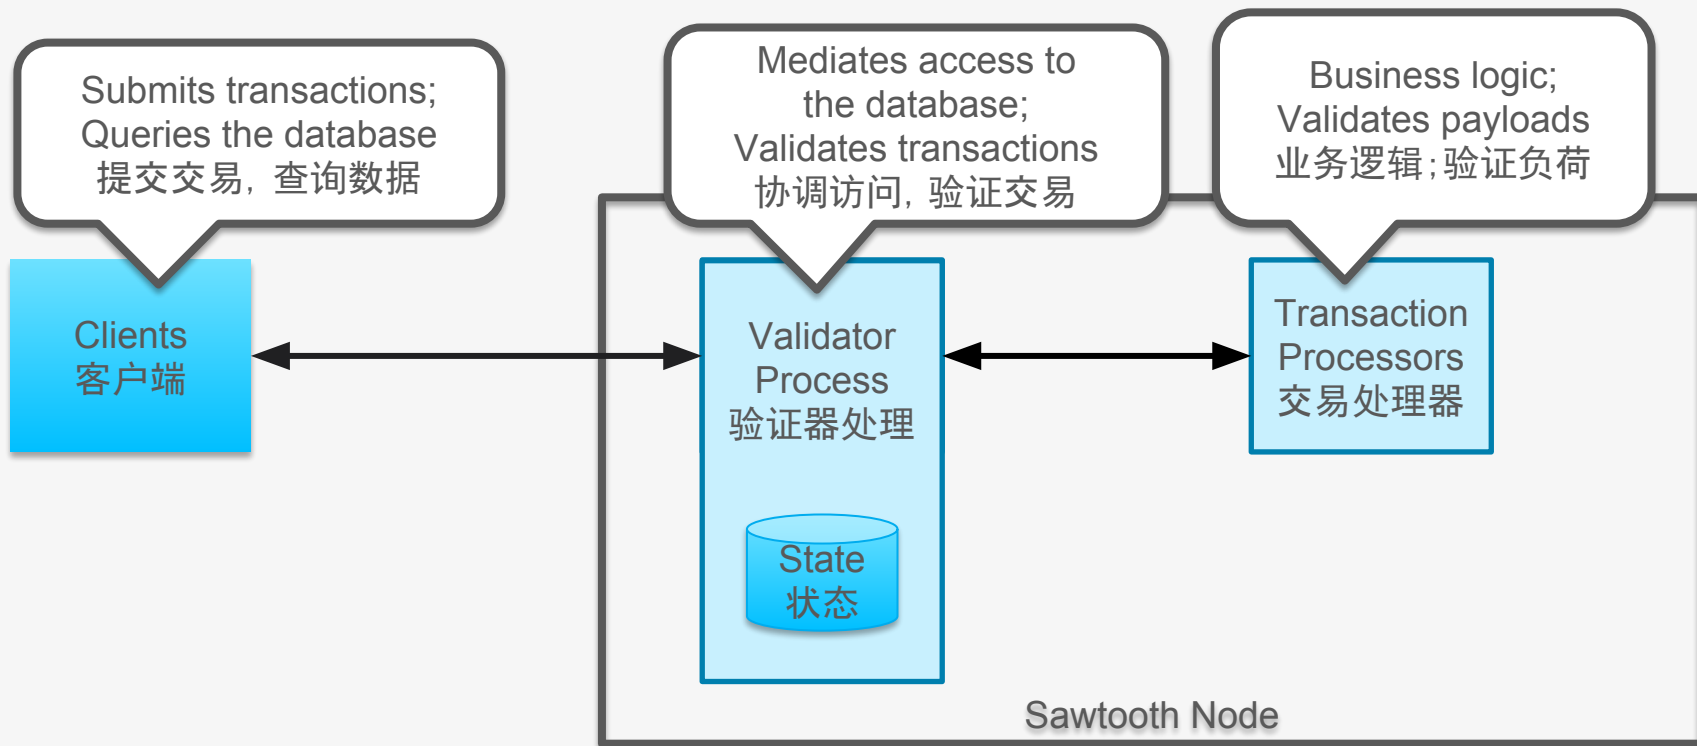 Submits transactions;
Queries the database
提交交易, 查询数据
Mediates access to
the database;
Validates transactions
协调访问, 验证交易
Business logic;
Validates payloads
业务逻辑;验证负荷
Clients
客户端
Validator
Process
验证器处理
State
状态
Transaction
Processors
交易处理器
Sawtooth Node